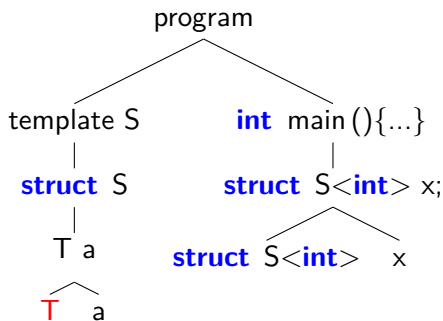 program
template S int main(){...}
struct S struct S<int> x;
T a struct S<int> x
T a